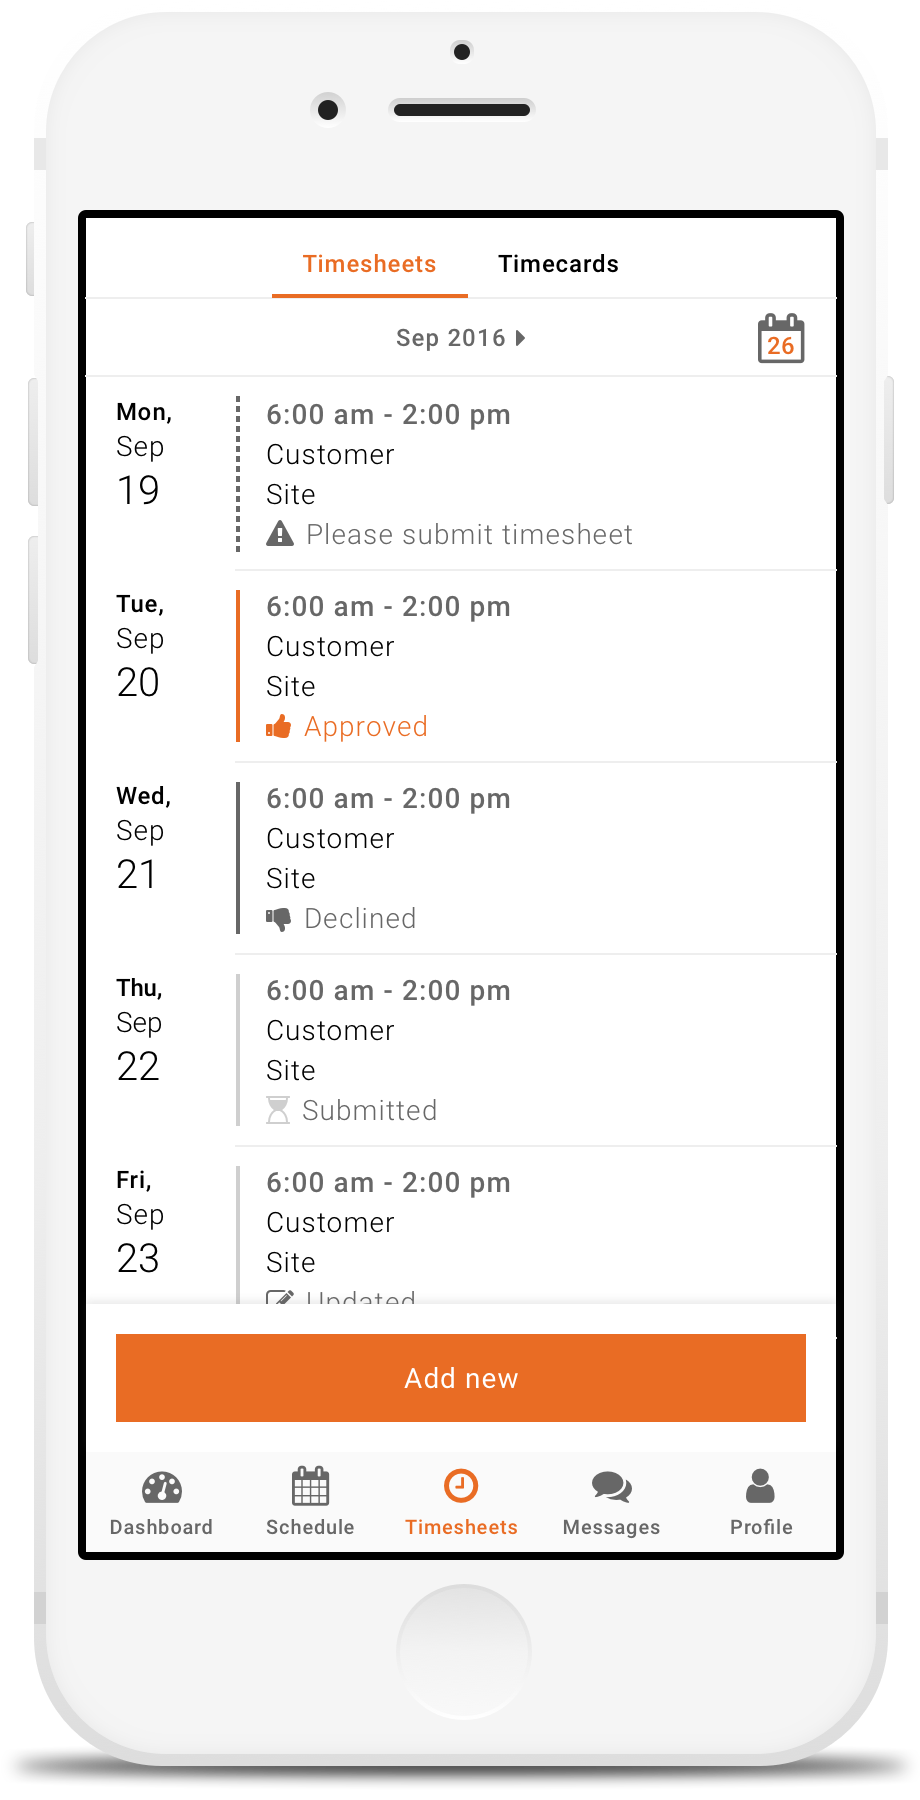 Timesheets Timecards
Sep 2016
26
Mon,
Sep
19
6:00 am - 2:00 pm
Customer
Site
Please submit timesheet
Tue,
Sep
20
6:00 am - 2:00 pm
Customer
Site
Approved
Wed,
Sep
21
6:00 am - 2:00 pm
Customer
Site
Declined
Thu,
Sep
22
6:00 am - 2:00 pm
Customer
Site
Submitted
Fri,
Sep
23
6:00 am - 2:00 pm
Customer
Site
Updated
Add new
Dashboard Schedule Timesheets Messages Profile